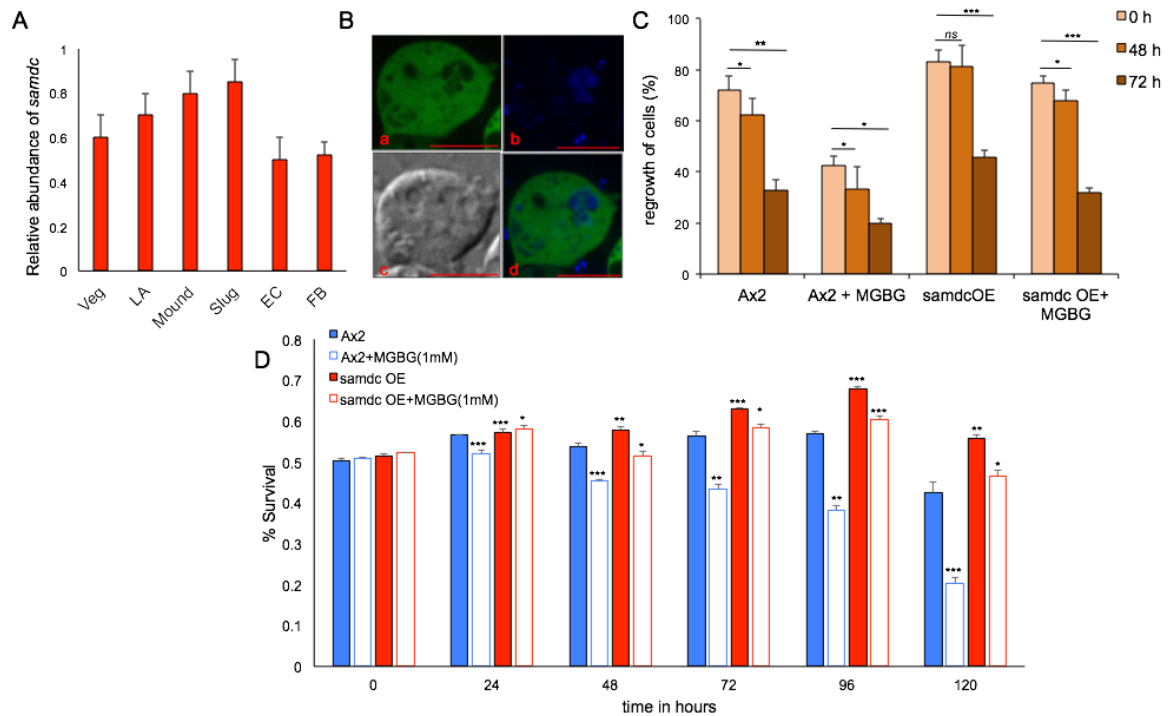 A
Relative abundance of samdc
1
0.8
0.6
0.4
0.2
0
Veg
LA
Mound
Slug
EC
FB
B
a
b
c
d
C
regrowth of cells (%)
100
80
60
40
20
0
**
*
*
*
***
ns
***
*
0 h
48 h
72 h
Ax2
Ax2 + MGBG
samdcOE
samdc OE+
MGBG
D
% Survival
0.8
0.7
0.6
0.5
0.4
0.3
0.2
0.1
0
Ax2
Ax2+MGBG(1mM)
samdc OE
samdc OE+MGBG(1mM)
***
***
*
***
**
*
**
***
*
**
***
***
***
**
*
0
24
48
72
96
120
time in hours